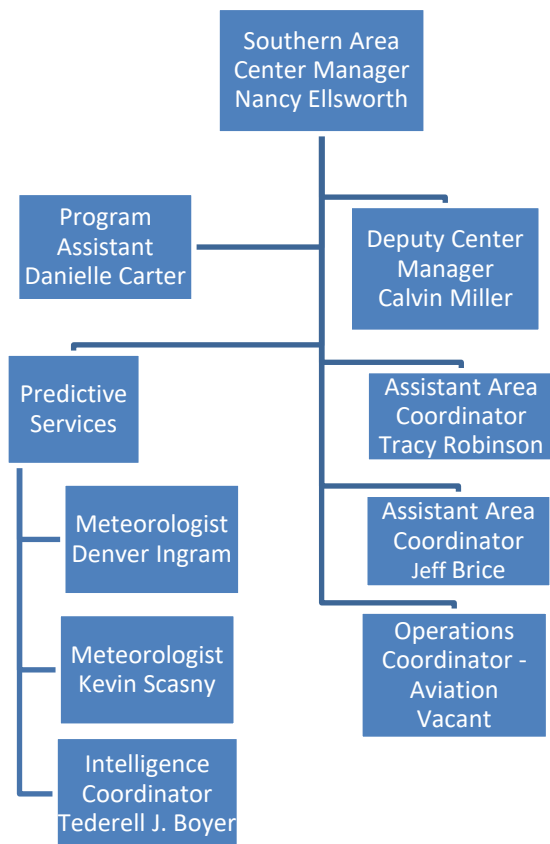 Southern Area
Center Manager
Nancy Ellsworth
Program
Assistant
Danielle Carter
Deputy Center
Manager
Calvin Miller
Predictive
Services
Assistant Area
Coordinator
Tracy Robinson
Meteorologist
Denver Ingram
Assistant Area
Coordinator
Jeff Brice
Meteorologist
Kevin Scasny
Operations
Coordinator -
Aviation
Vacant
Intelligence
Coordinator
Tederell J. Boyer